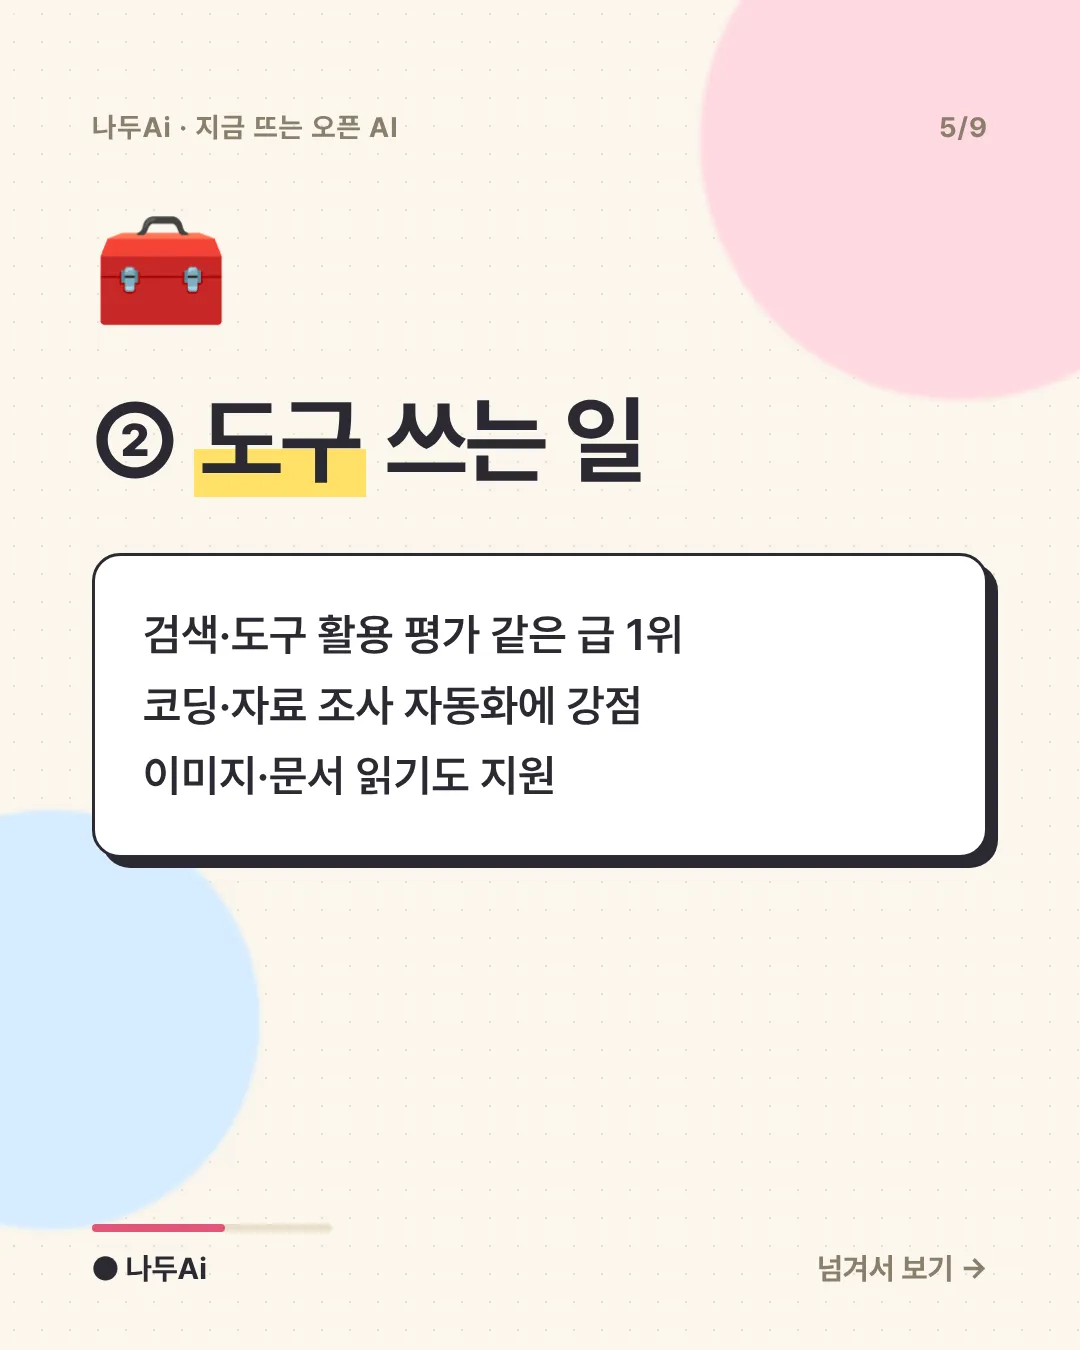 나두Ai · 지금 뜨는 오픈 AI
5/9
② 도구 쓰는 일
검색·도구 활용 평가 같은 급 1위
코딩·자료 조사 자동화에 강점
이미지·문서 읽기도 지원
● 나두Ai
넘겨서 보기 →